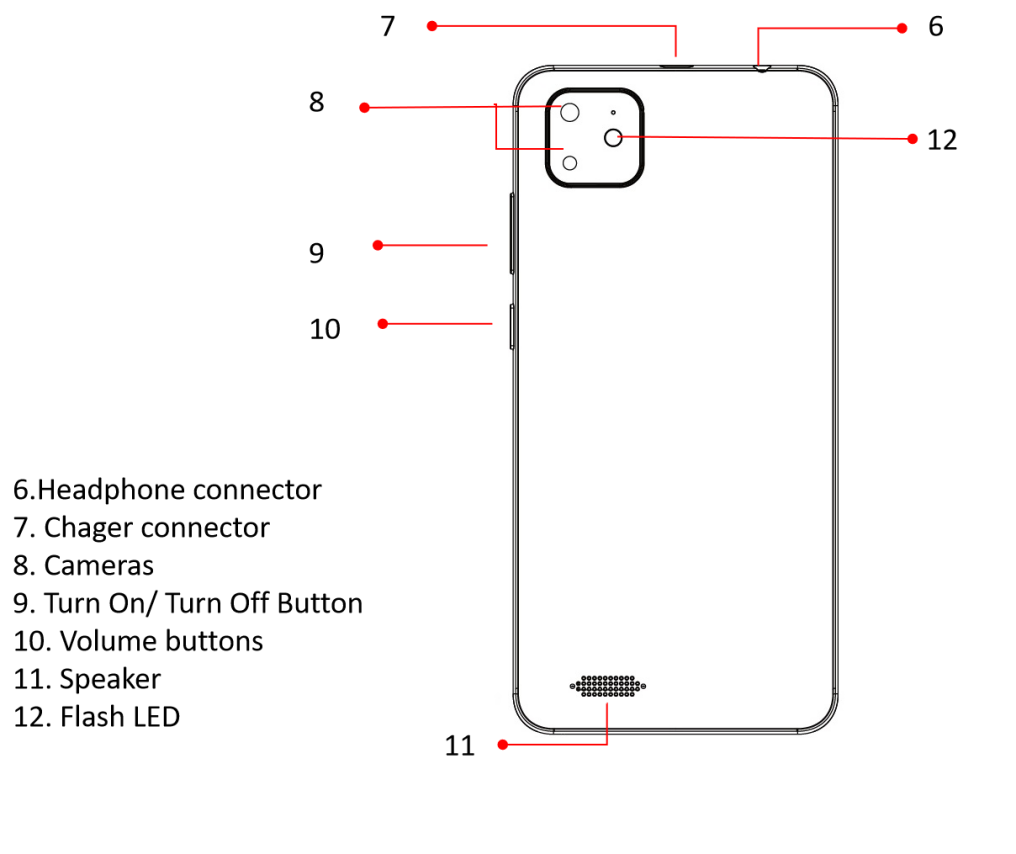 7
6
8
12
9
10
6.Headphone connector
7. Chager connector
8. Cameras
9. Turn On/ Turn Off Button
10. Volume buttons
11. Speaker
12. Flash LED
11